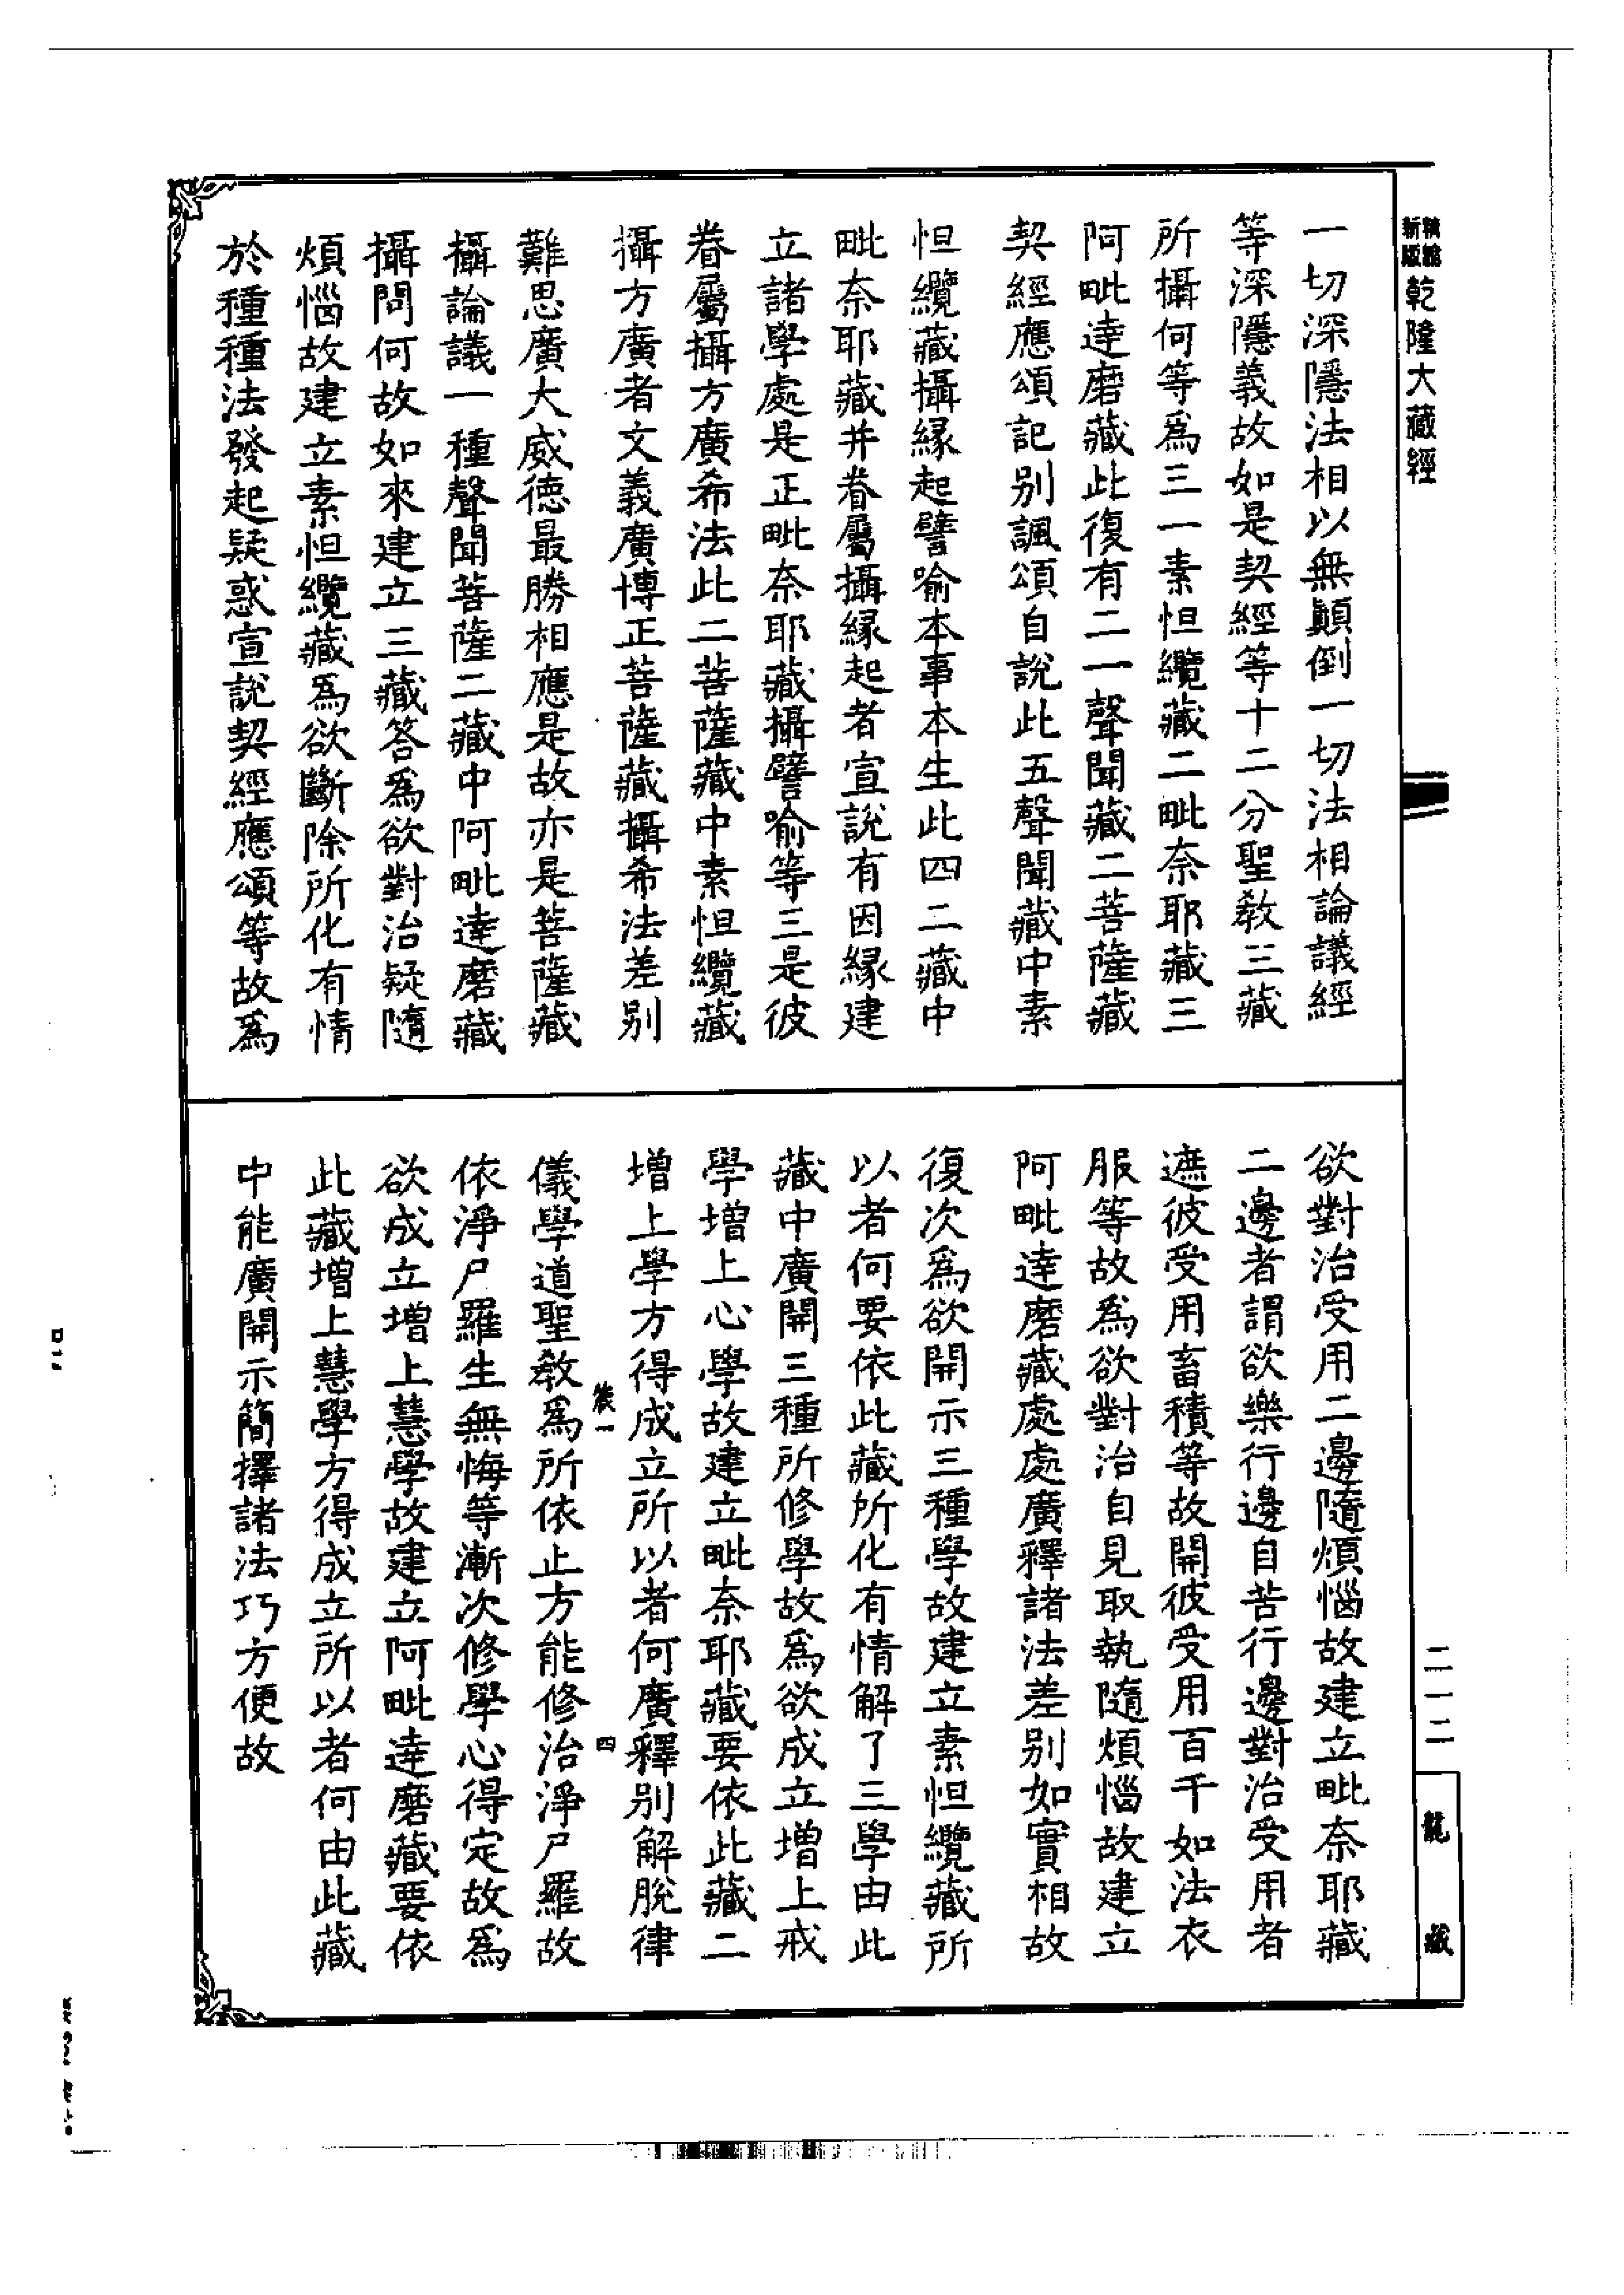 新版
乾隆大藏經
一切深隱法相以無顚倒一切法相論議經
等深隱義故如是契經等十二分聖敎三藏
所攝何等爲三一素怛纜藏二毗奈耶藏三
阿毗達磨藏此復有二一聲聞藏二菩薩藏
契經應頌記別諷頌自說此五聲聞藏中素
怛纜藏攝緣起譬喻本事本生此四二藏中
毗奈耶藏并眷屬攝緣起者宣說有因緣建
立諸學處是正毗奈耶藏攝譬喻等三是彼
眷屬攝方廣希法此二菩薩藏中素怛纜藏
攝方廣者文義廣博正菩薩藏攝希法差別
難思廣大威德最勝相應是故亦是菩薩藏
攝論議一種聲聞菩薩二藏中阿毗達磨藏
攝問何故如來建立三藏答爲欲對治疑隨
煩惱故建立素怛纜藏爲欲斷除所化有情
於種種法發起疑惑宣說契經應頌等故爲
欲對治受用二邊隨煩惱故建立毗奈耶藏
二邊者謂欲樂行邊自苦行邊對治受用者
遮彼受用畜積等故開彼受用百千如法衣
服等故爲欲對治自見取執隨煩惱故建立
阿毗達磨藏處處廣釋諸法差別如實相故
復次爲欲開示三種學故建立素怛纜藏所
以者何要依此藏所化有情解了三學由此
藏中廣開三種所修學故爲欲成立增上戒
學增上心學故建立毗奈耶藏要依此藏二
增上學方得成立所以者何廣釋別解脫律
四
儀學道聖敎爲所依止方能修治淨尸羅故
依淨尸羅生無悔等漸次修學心得定故爲
欲成立增上慧學故建立阿毗達磨藏要依
此藏增上慧學方得成立所以者何由此藏
中能廣開示簡擇諸法巧方便故
二一二
龍藏